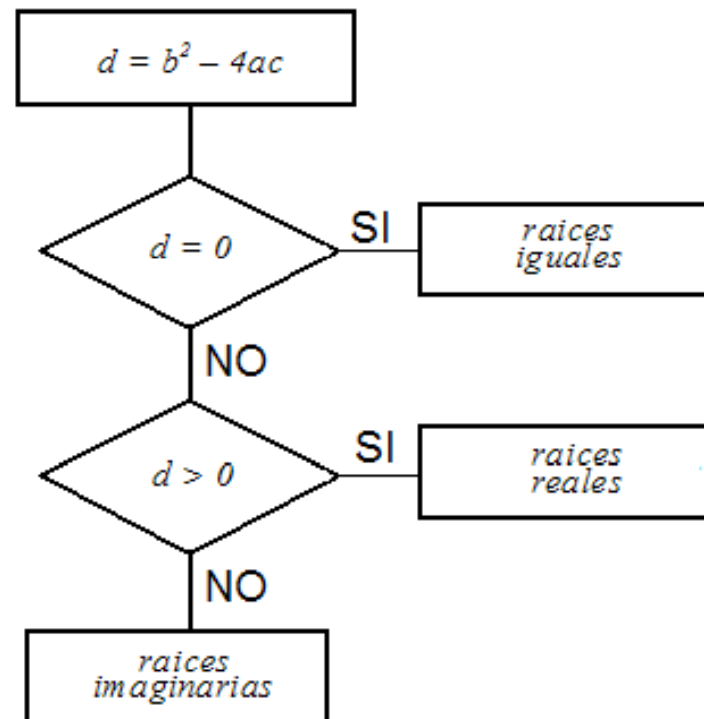 d = b² – 4ac
d = 0
SI
raices
iguales
NO
d > 0
SI
raices
reales
NO
raices
imaginarias